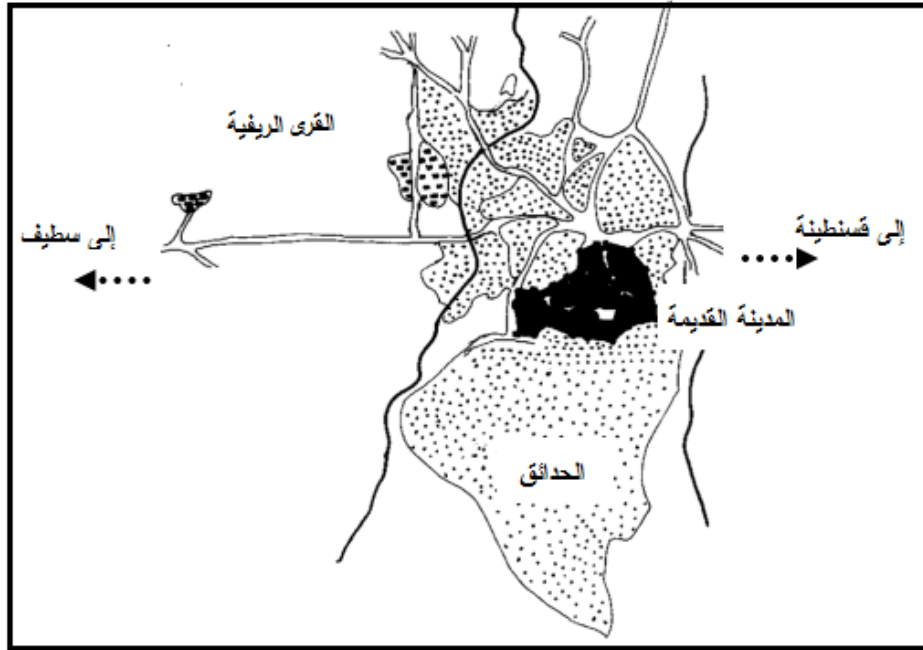 القرى الريفية
إلى سطيف
إلى قسنطينة
المدينة القديمة
الحدائق